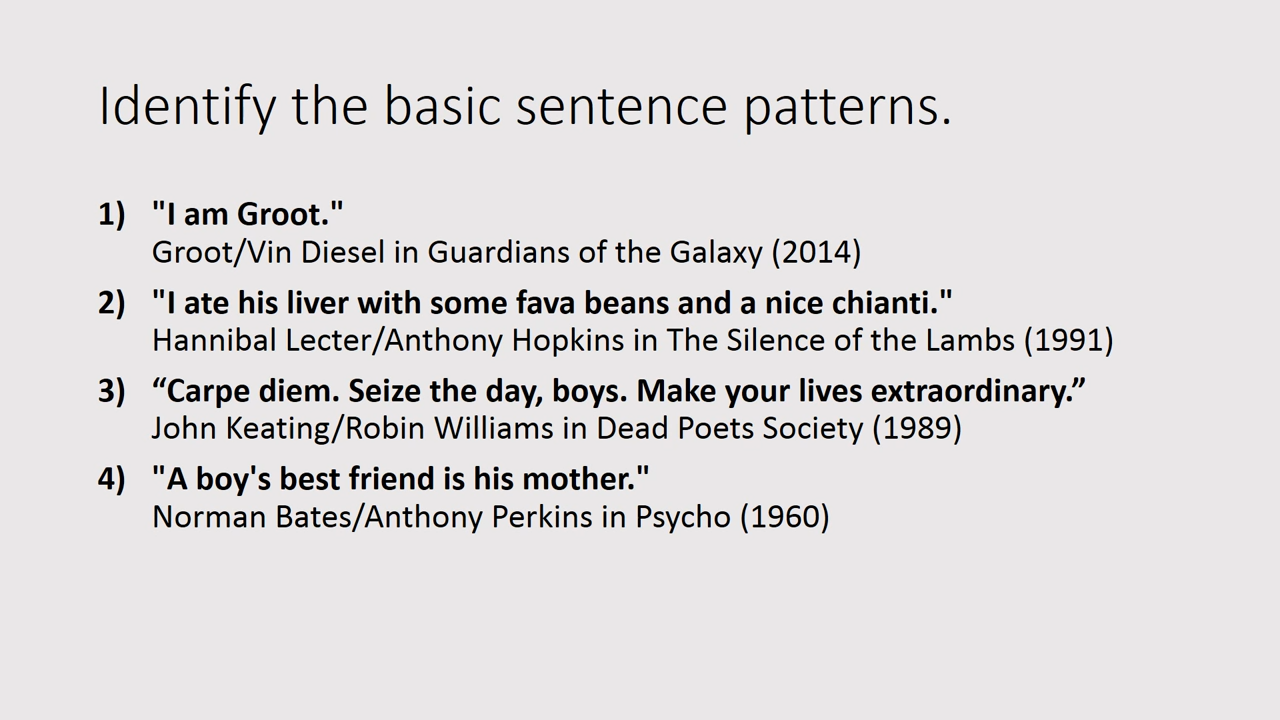 Identify the basic sentence patterns.
1) "I am Groot."
Groot/Vin Diesel in Guardians of the Galaxy (2014)
2) "I ate his liver with some fava beans and a nice chianti."
Hannibal Lecter/Anthony Hopkins in The Silence of the Lambs (1991)
3) “Carpe diem. Seize the day, boys. Make your lives extraordinary.”
John Keating/Robin Williams in Dead Poets Society (1989)
4) "A boy's best friend is his mother."
Norman Bates/Anthony Perkins in Psycho (1960)